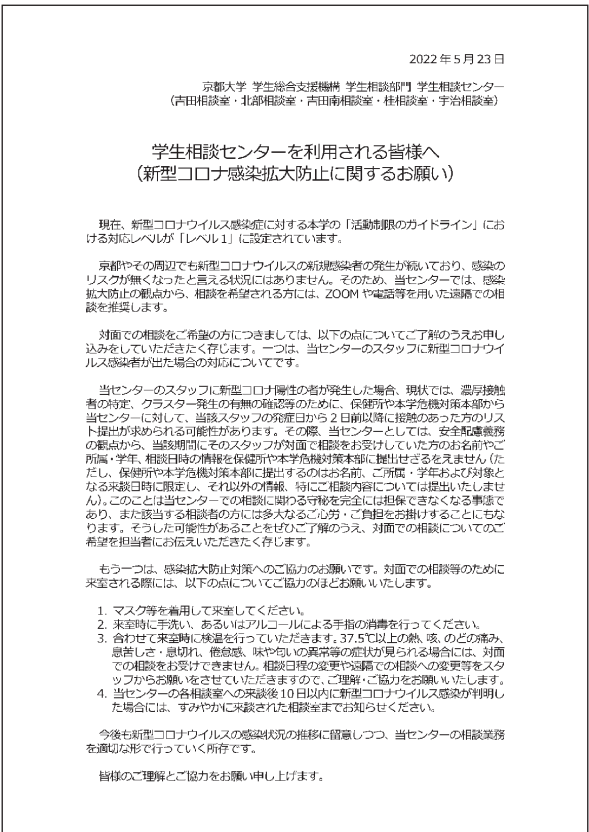 2022年5月23日
京都大学 学生総合支援機構 学生相談部門 学生相談センター
(吉田相談室・北部相談室・吉田南相談室・桂相談室・宇治相談室)
学生相談センターを利用される皆様へ
(新型コロナ感染拡大防止に関するお願い)
現在、新型コロナウイルス感染症に対する本学の「活動制限のガイドライン」にお
ける対応レベルが「レベル1」に設定されています。
京都やその周辺でも新型コロナウイルスの新規感染者の発生が続いており、感染の
リスクが無くなったと言える状況にはありません。そのため、当センターでは、感染
拡大防止の観点から、相談を希望される方には、ZOOMや電話等を用いた遠隔での相
談を推奨します。
対面での相談をご希望の方につきましては、以下の点についてご了解のうえお申し
込みをしていただきたく存じます。一つは、当センターのスタッフに新型コロナウイ
ルス感染者が出た場合の対応についてです。
当センターのスタッフに新型コロナ陽性の者が発生した場合、現状では、濃厚接触
者の特定、クラスター発生の有無の確認等のために、保健所や本学危機対策本部から
当センターに対して、当該スタッフの発症日から2日前以降に接触のあった方のリス
ト提出が求められる可能性があります。その際、当センターとしては、安全配慮義務
の観点から、当該期間にそのスタッフが対面で相談をお受けしていた方のお名前やご
所属・学年、相談日時の情報を保健所や本学危機対策本部に提出せざるをえません(た
だし、保健所や本学危機対策本部に提出するのはお名前、ご所属・学年および対象と
なる来談日時に限定し、それ以外の情報、特にご相談内容については提出いたしませ
ん)。このことは当センターでの相談に関わる守秘を完全には担保できなくなる事態で
あり、また該当する相談者の方には多大なるご心労・ご負担をお掛けすることにもな
ります。そうした可能性があることをぜひご了解のうえ、対面での相談についてのご
希望を担当者にお伝えいただきたく存じます。
もう一つは、感染拡大防止対策へのご協力のお願いです。対面での相談等のために
来室される際には、以下の点についてご協力のほどお願いいたします。
1. マスク等を着用して来室してください。
2. 来室時に手洗い、あるいはアルコールによる手指の消毒を行ってください。
3. 合わせて来室時に検温を行っていただきます。37.5℃以上の熱、咳、のどの痛み、
息苦しさ・息切れ、倦怠感、味や匂いの異常等の症状が見られる場合には、対面
での相談をお受けできません。相談日程の変更や遠隔での相談への変更等をスタ
ッフからお願いをさせていただきますので、ご理解・ご協力をお願いいたします。
4. 当センターの各相談室への来談後10日以内に新型コロナウイルス感染が判明し
た場合には、すみやかに来談された相談室までお知らせください。
今後も新型コロナウイルスの感染状況の推移に留意しつつ、当センターの相談業務
を適切な形で行っていく所存です。
皆様のご理解とご協力をお願い申し上げます。